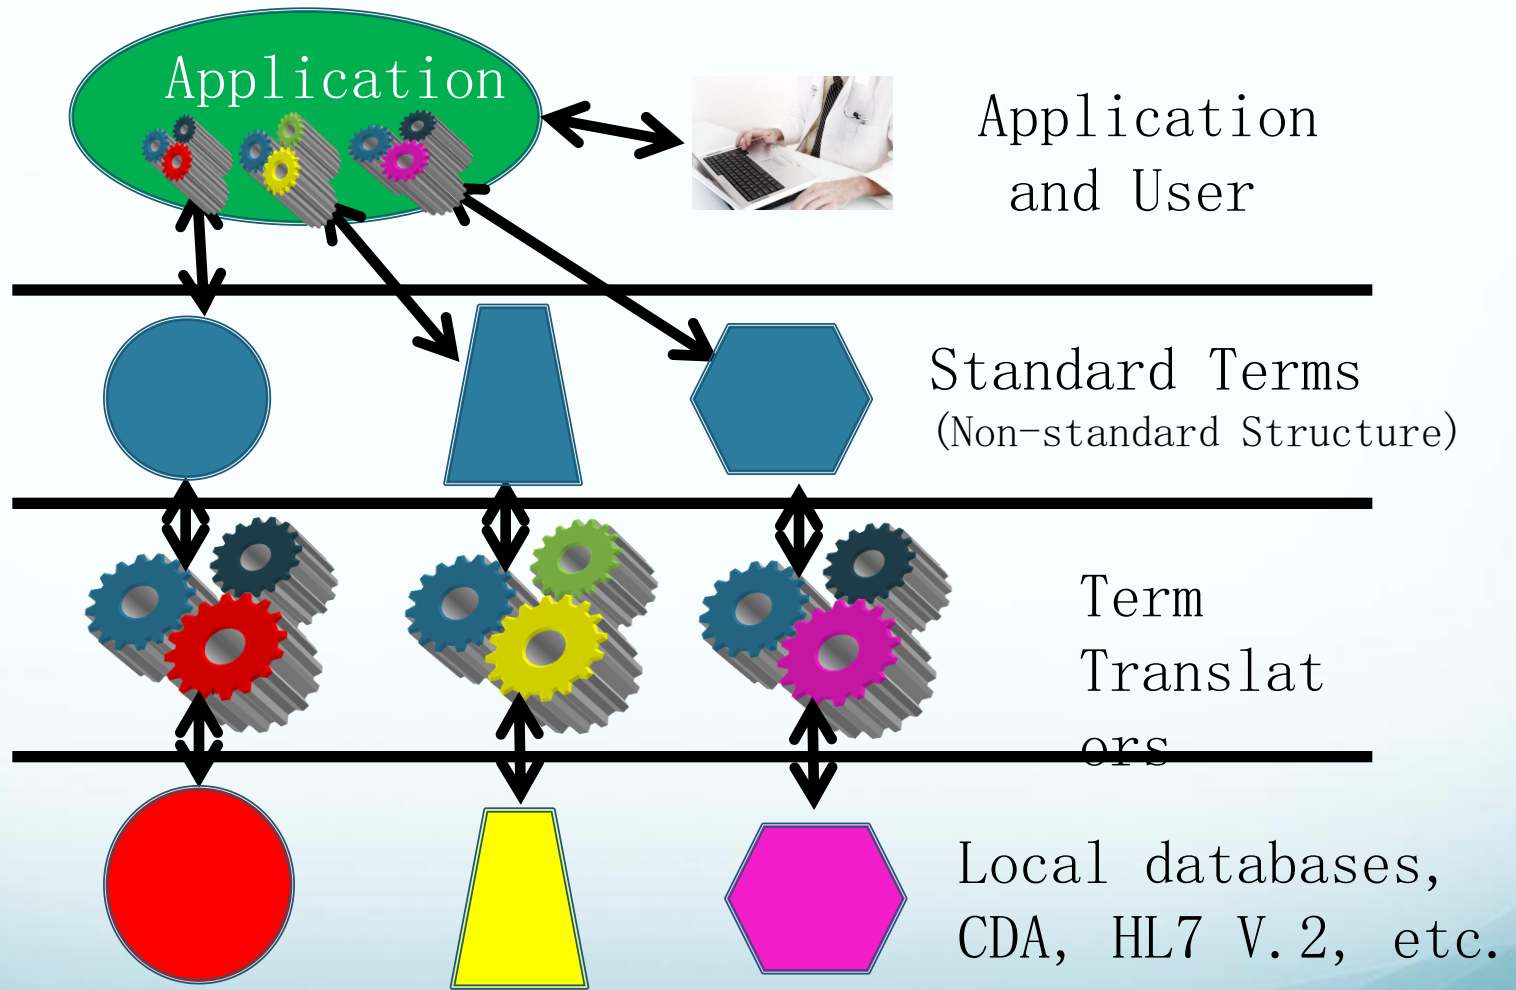 Application
Application
and User
Standard Terms
(Non-standard Structure)
Term
Translat
ors
Local databases,
CDA, HL7 V.2, etc.